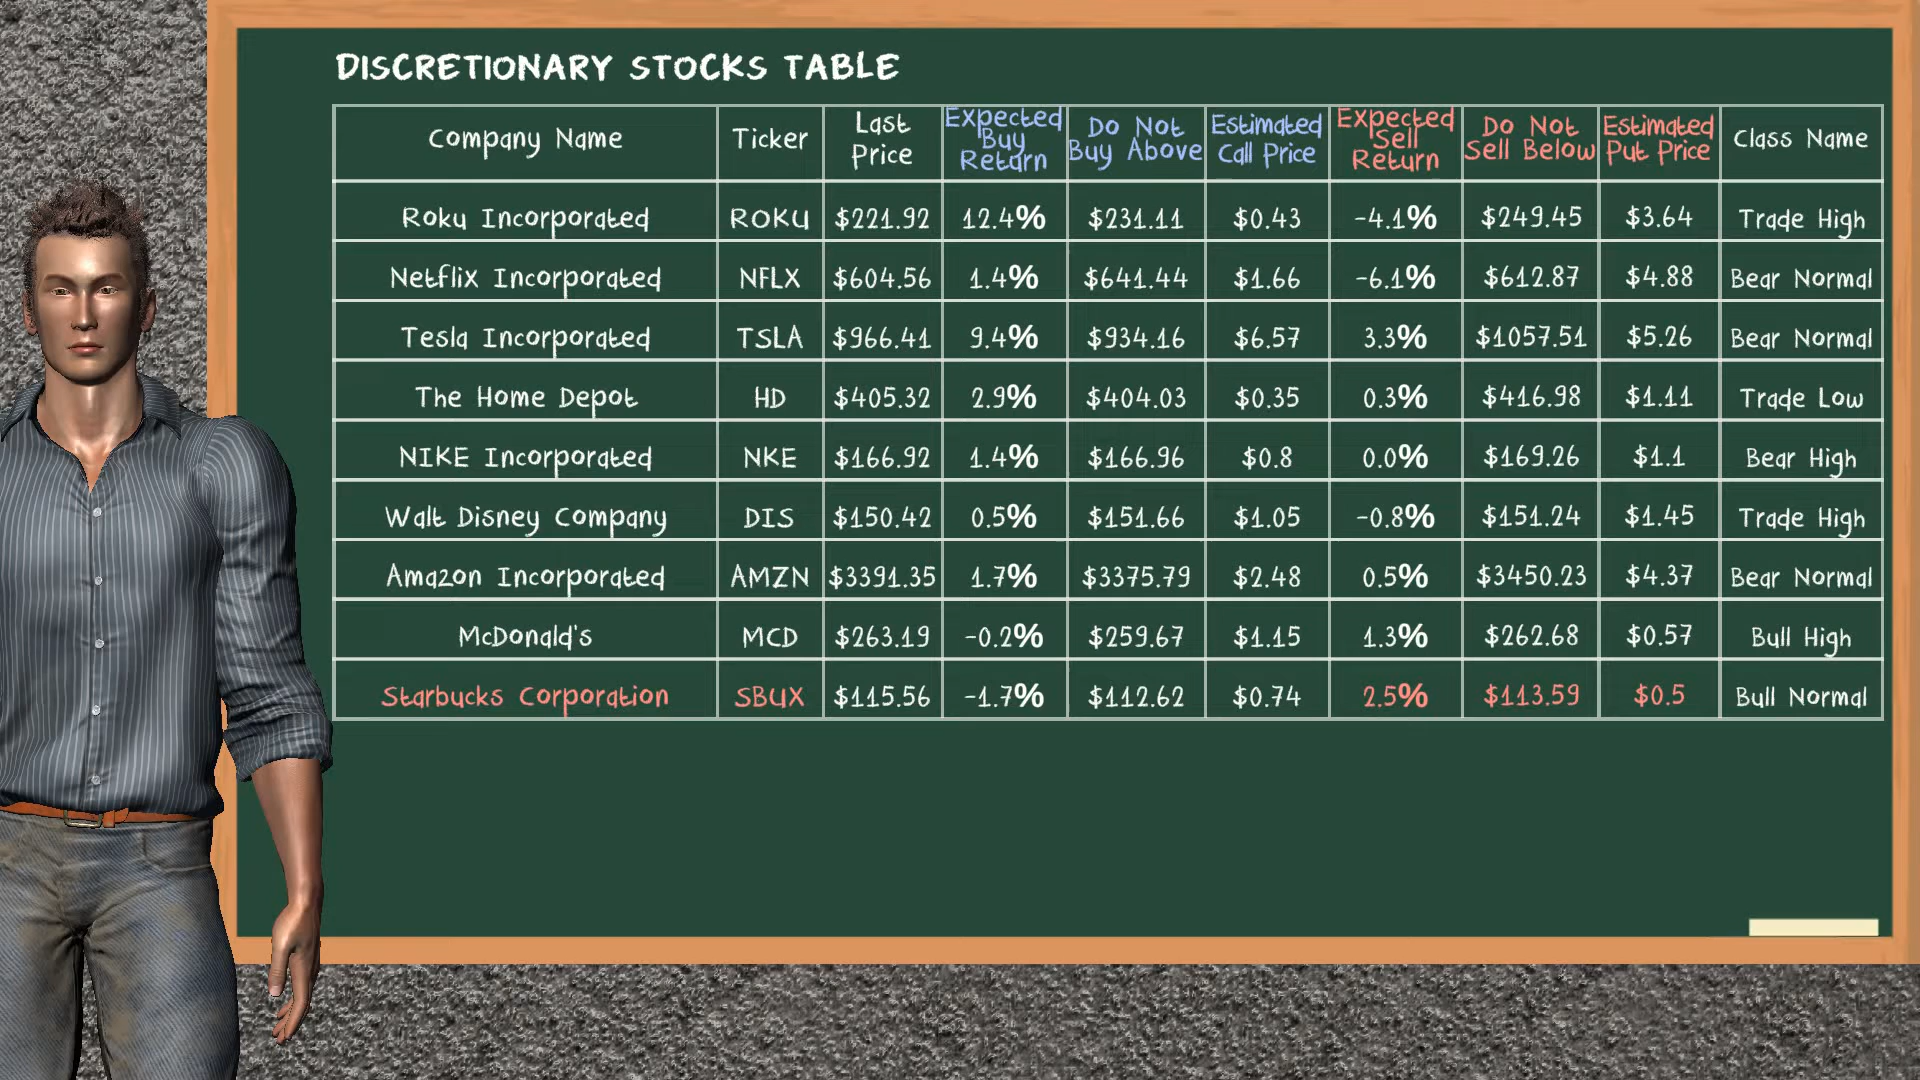 DISCRETIONARY STOCKS TABLE
Company Name Ticker Last Price Expected Buy Return Do Not Buy Above Estimated Call Price Expected Sell Return Do Not Sell Below Estimated Put Price Class Name
Roku Incorporated ROKU $221.92 12.4% $231.11 $0.43 -4.1% $249.45 $3.64 Trade High
Netflix Incorporated NFLX $604.56 1.4% $641.44 $1.66 -6.1% $612.87 $4.88 Bear Normal
Tesla Incorporated TSLA $966.41 9.4% $934.16 $6.57 3.3% $1057.51 $5.26 Bear Normal
The Home Depot HD $405.32 2.9% $404.03 $0.35 0.3% $416.98 $1.11 Trade Low
NIKE Incorporated NKE $166.92 1.4% $166.96 $0.8 0.0% $169.26 $1.1 Bear High
Walt Disney Company DIS $150.42 0.5% $151.66 $1.05 -0.8% $151.24 $1.45 Trade High
Amazon Incorporated AMZN $3391.35 1.7% $3375.79 $2.48 0.5% $3450.23 $4.37 Bear Normal
McDonald's MCD $263.19 -0.2% $259.67 $1.15 1.3% $262.68 $0.57 Bull High
Starbucks Corporation SBUX $115.56 -1.7% $112.62 $0.74 2.5% $113.59 $0.5 Bull Normal